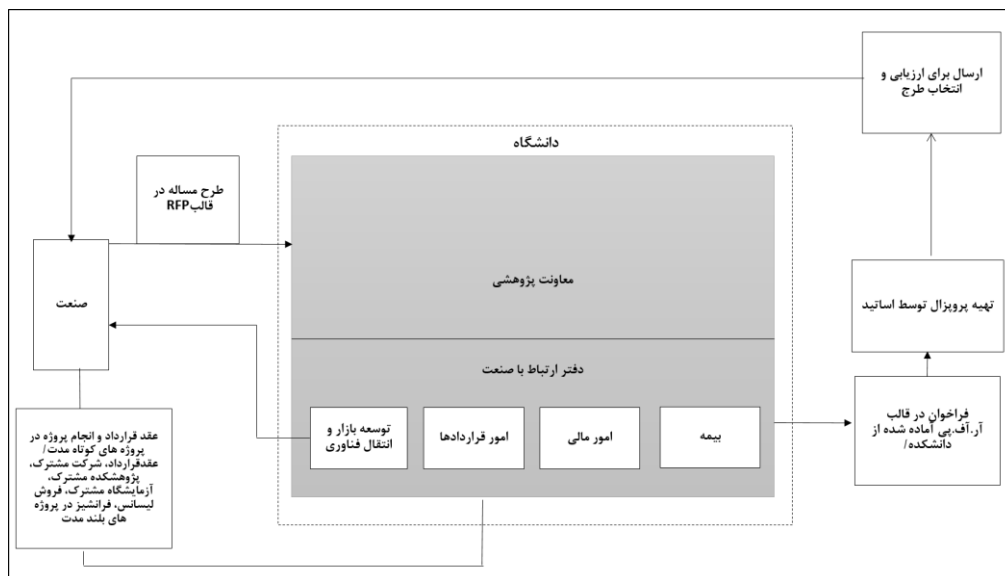 ارسال برای ارزیابی و
انتخاب طرح
دانشگاه
طرح مساله در
قالبRFP
معاونت پژوهشی
صنعت
تهیه پروپزال توسط اساتید
دفتر ارتباط با صنعت
فراخوان در قالب
آر.آف.پی آماده شده از
دانشکده/
بیمه
امور مالی
امور قراردادها
توسعه بازار و
انتقال فناوری
عقد قرارداد و انجام پروژه در
پروژه های کوتاه مدت/
عقدقرارداد، شرکت مشترک،
پژوهشکده مشترک،
آزمایشگاه مشترک، فروش
لیسانس، فرانشیز در پروژه
های بلند مدت